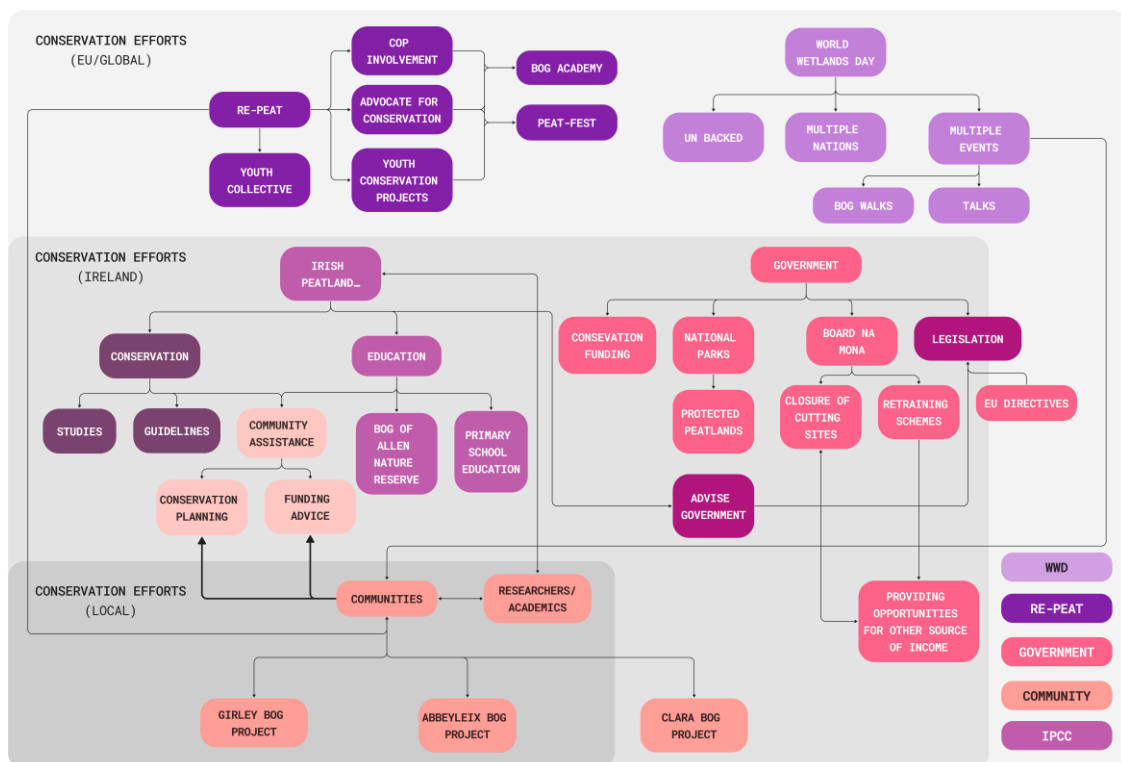 CONSERVATION EFFORTS
(EU/GLOBAL)
COP
INVOLVEMENT
BOG ACADEMY
RE-PEAT
ADVOCATE FOR
CONSERVATION
PEAT-FEST
YOUTH
COLLECTIVE
YOUTH
CONSERVATION
PROJECTS
WORLD
WETLANDS DAY
UN BACKED
MULTIPLE
NATIONS
MULTIPLE
EVENTS
BOG WALKS
TALKS
CONSERVATION EFFORTS
(IRELAND)
IRISH
PEATLAND…
CONSERVATION
EDUCATION
STUDIES
GUIDELINES
COMMUNITY
ASSISTANCE
BOG OF
ALLEN
NATURE
RESERVE
PRIMARY
SCHOOL
EDUCATION
CONSERVATION
PLANNING
FUNDING
ADVICE
GOVERNMENT
CONSEVATION
FUNDING
NATIONAL
PARKS
BOARD NA
MONA
LEGISLATION
PROTECTED
PEATLANDS
CLOSURE OF
CUTTING
SITES
RETRAINING
SCHEMES
EU DIRECTIVES
ADVISE
GOVERNMENT
PROVIDING
OPPORTUNITIES
FOR OTHER SOURCE
OF INCOME
CONSERVATION EFFORTS
(LOCAL)
COMMUNITIES
RESEARCHERS/
ACADEMICS
GIRLEY BOG
PROJECT
ABBEYLEIX BOG
PROJECT
CLARA BOG
PROJECT
WWD
RE-PEAT
GOVERNMENT
COMMUNITY
IPCC